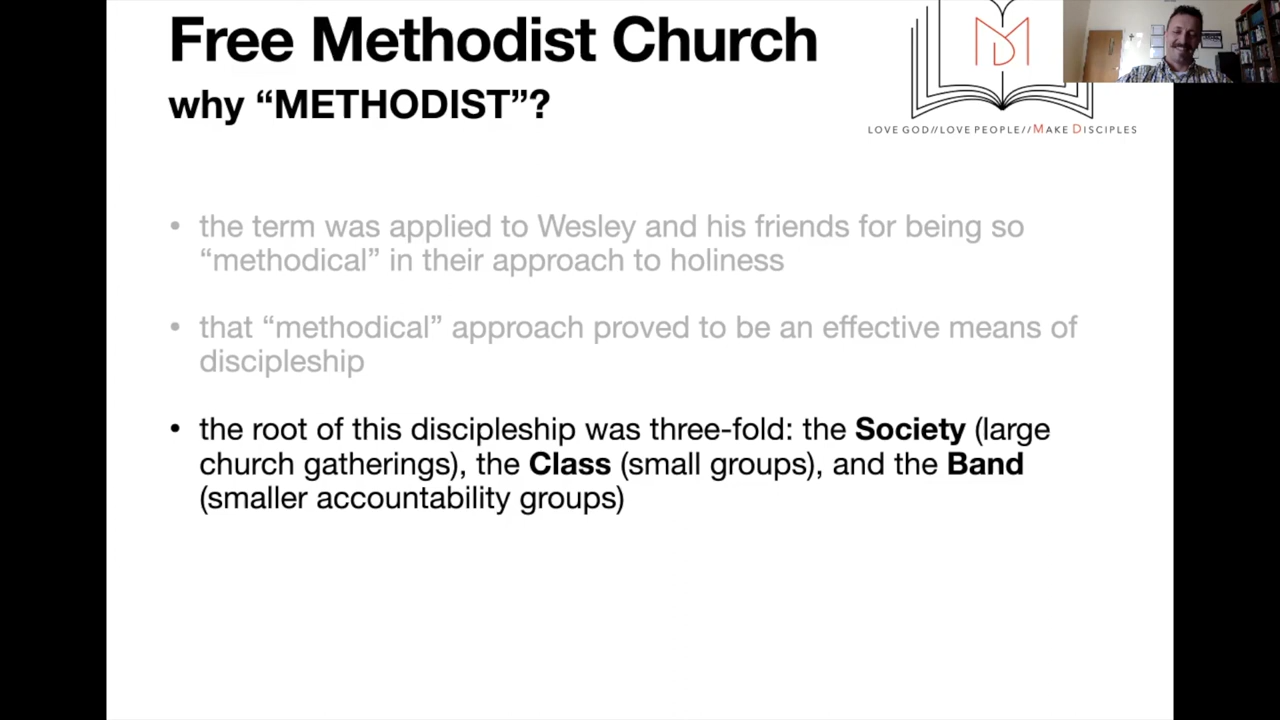 Free Methodist Church
why “METHODIST”?
MD
LOVE GOD//LOVE PEOPLE//MAKE DISCIPLES
• the term was applied to Wesley and his friends for being so
“methodical” in their approach to holiness
• that “methodical” approach proved to be an effective means of
discipleship
• the root of this discipleship was three-fold: the Society (large
church gatherings), the Class (small groups), and the Band
(smaller accountability groups)